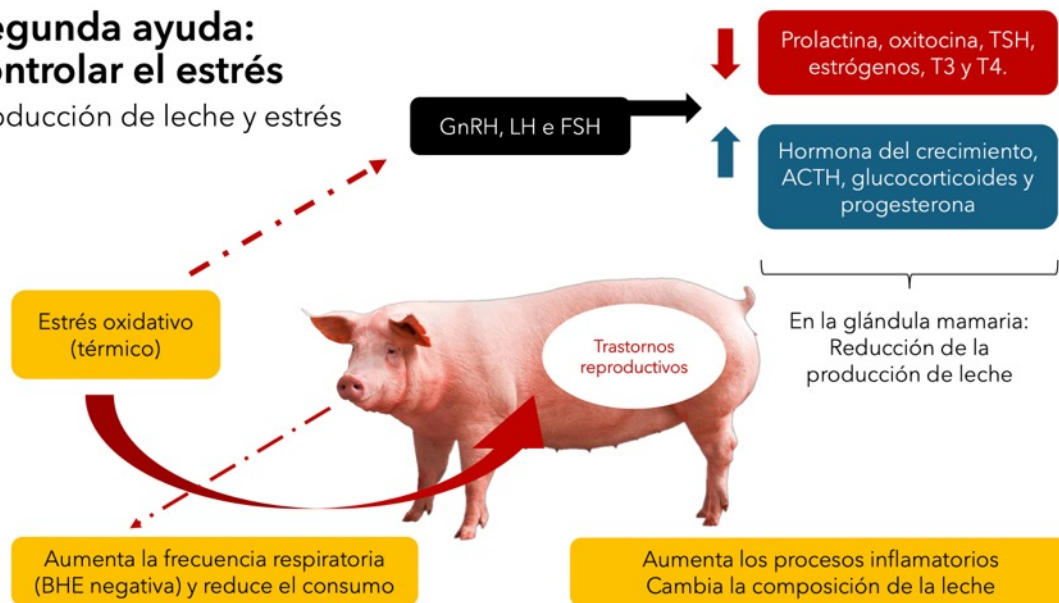 egunda ayuda:
ontrolar el estrés
oducción de leche y estrés
GnRH, LH e FSH
Prolactina, oxitocina, TSH,
estrógenos, T3 y T4.
Hormona del crecimiento,
ACTH, glucocorticoides y
progesterona
Estrés oxidativo
(térmico)
Trastornos
reproductivos
En la glándula mamaria:
Reducción de la
producción de leche
Aumenta la frecuencia respiratoria
(BHE negativa) y reduce el consumo
Aumenta los procesos inflamatorios
Cambia la composición de la leche